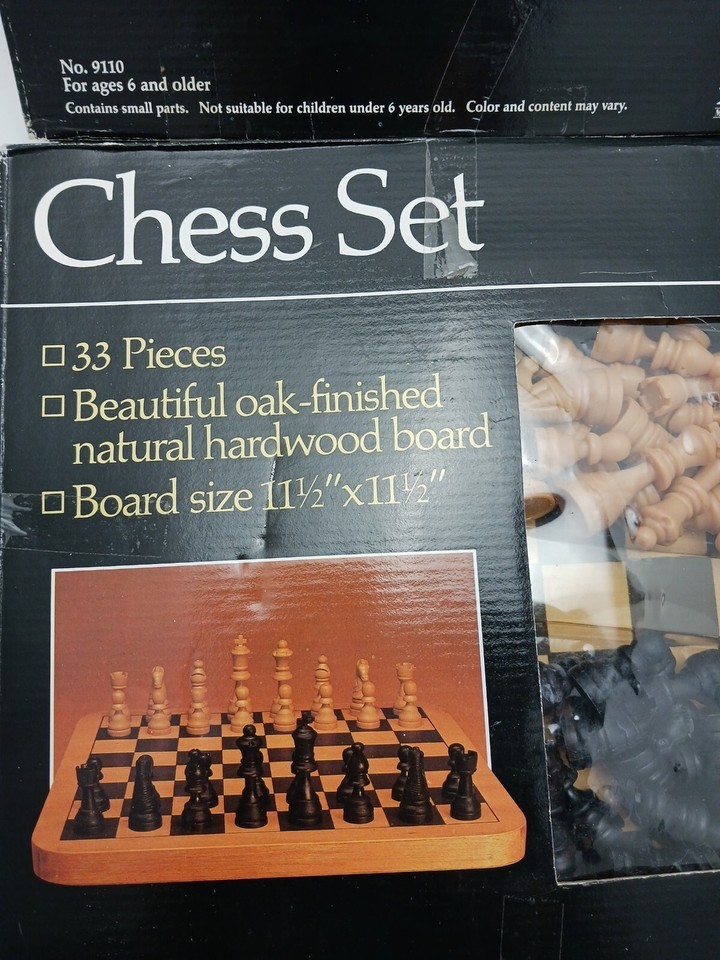 No. 9110
For ages 6 and older
Contains small parts. Not suitable for children under 6 years old. Color and content may vary.
Chess Set
□ 33 Pieces
□ Beautiful oak-finished
natural hardwood board
□ Board size 11½"x11½"